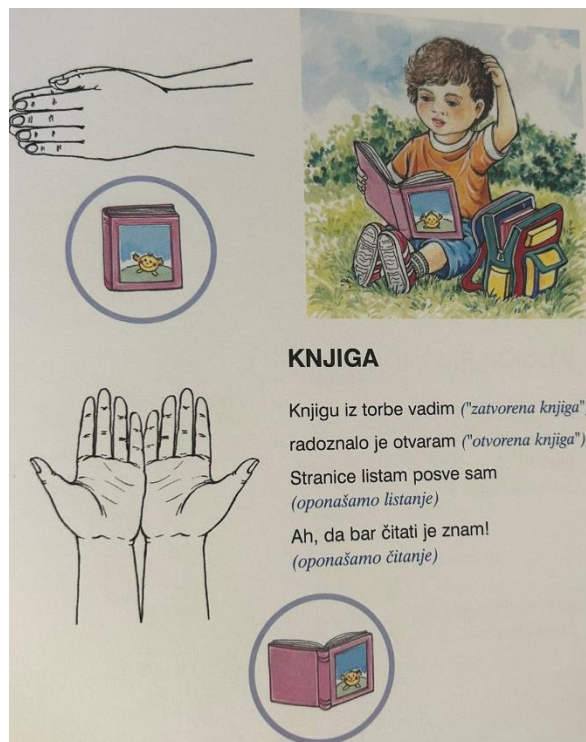 KNJIGA
Knjigu iz torbe vadim ("zatvorena knjiga"
radoznalo je otvaram ("otvorena knjiga")
Stranice listam posve sam
(oponašamo listanje)
Ah, da bar čitati je znam!
(oponašamo čitanje)